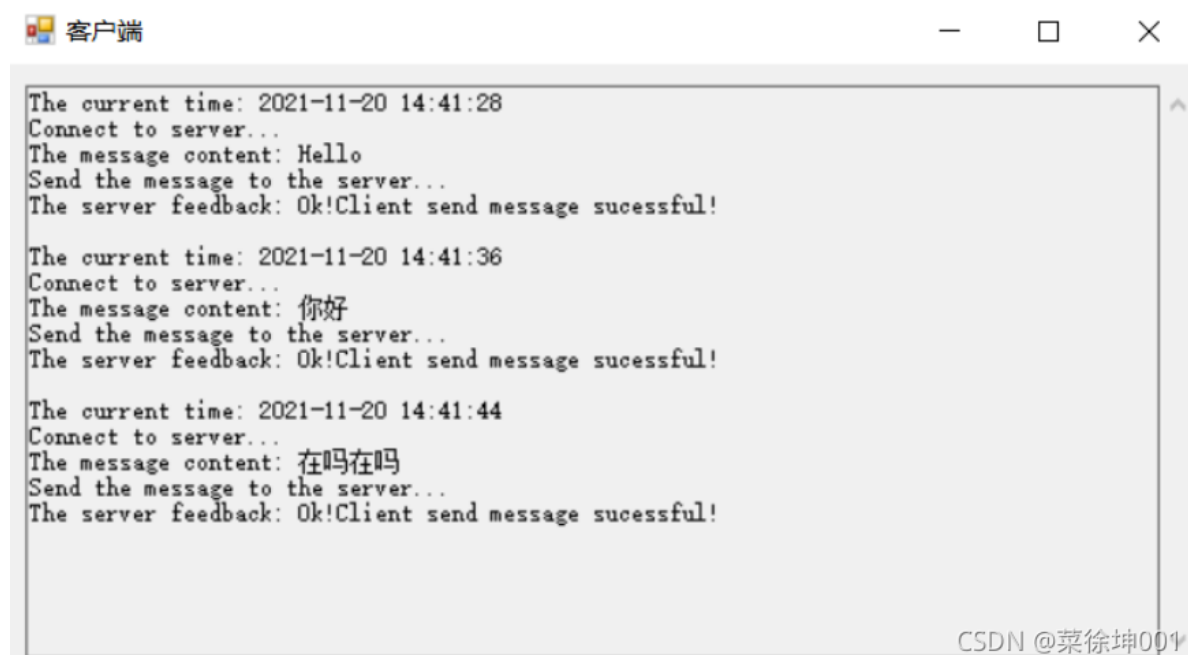 客户端
The current time: 2021-11-20 14:41:28
Connect to server...
The message content: Hello
Send the message to the server...
The server feedback: Ok!Client send message sucessful!
The current time: 2021-11-20 14:41:36
Connect to server...
The message content: 你好
Send the message to the server...
The server feedback: Ok!Client send message sucessful!
The current time: 2021-11-20 14:41:44
Connect to server...
The message content: 在吗在吗
Send the message to the server...
The server feedback: Ok!Client send message sucessful!
CSDN @菜徐坤001